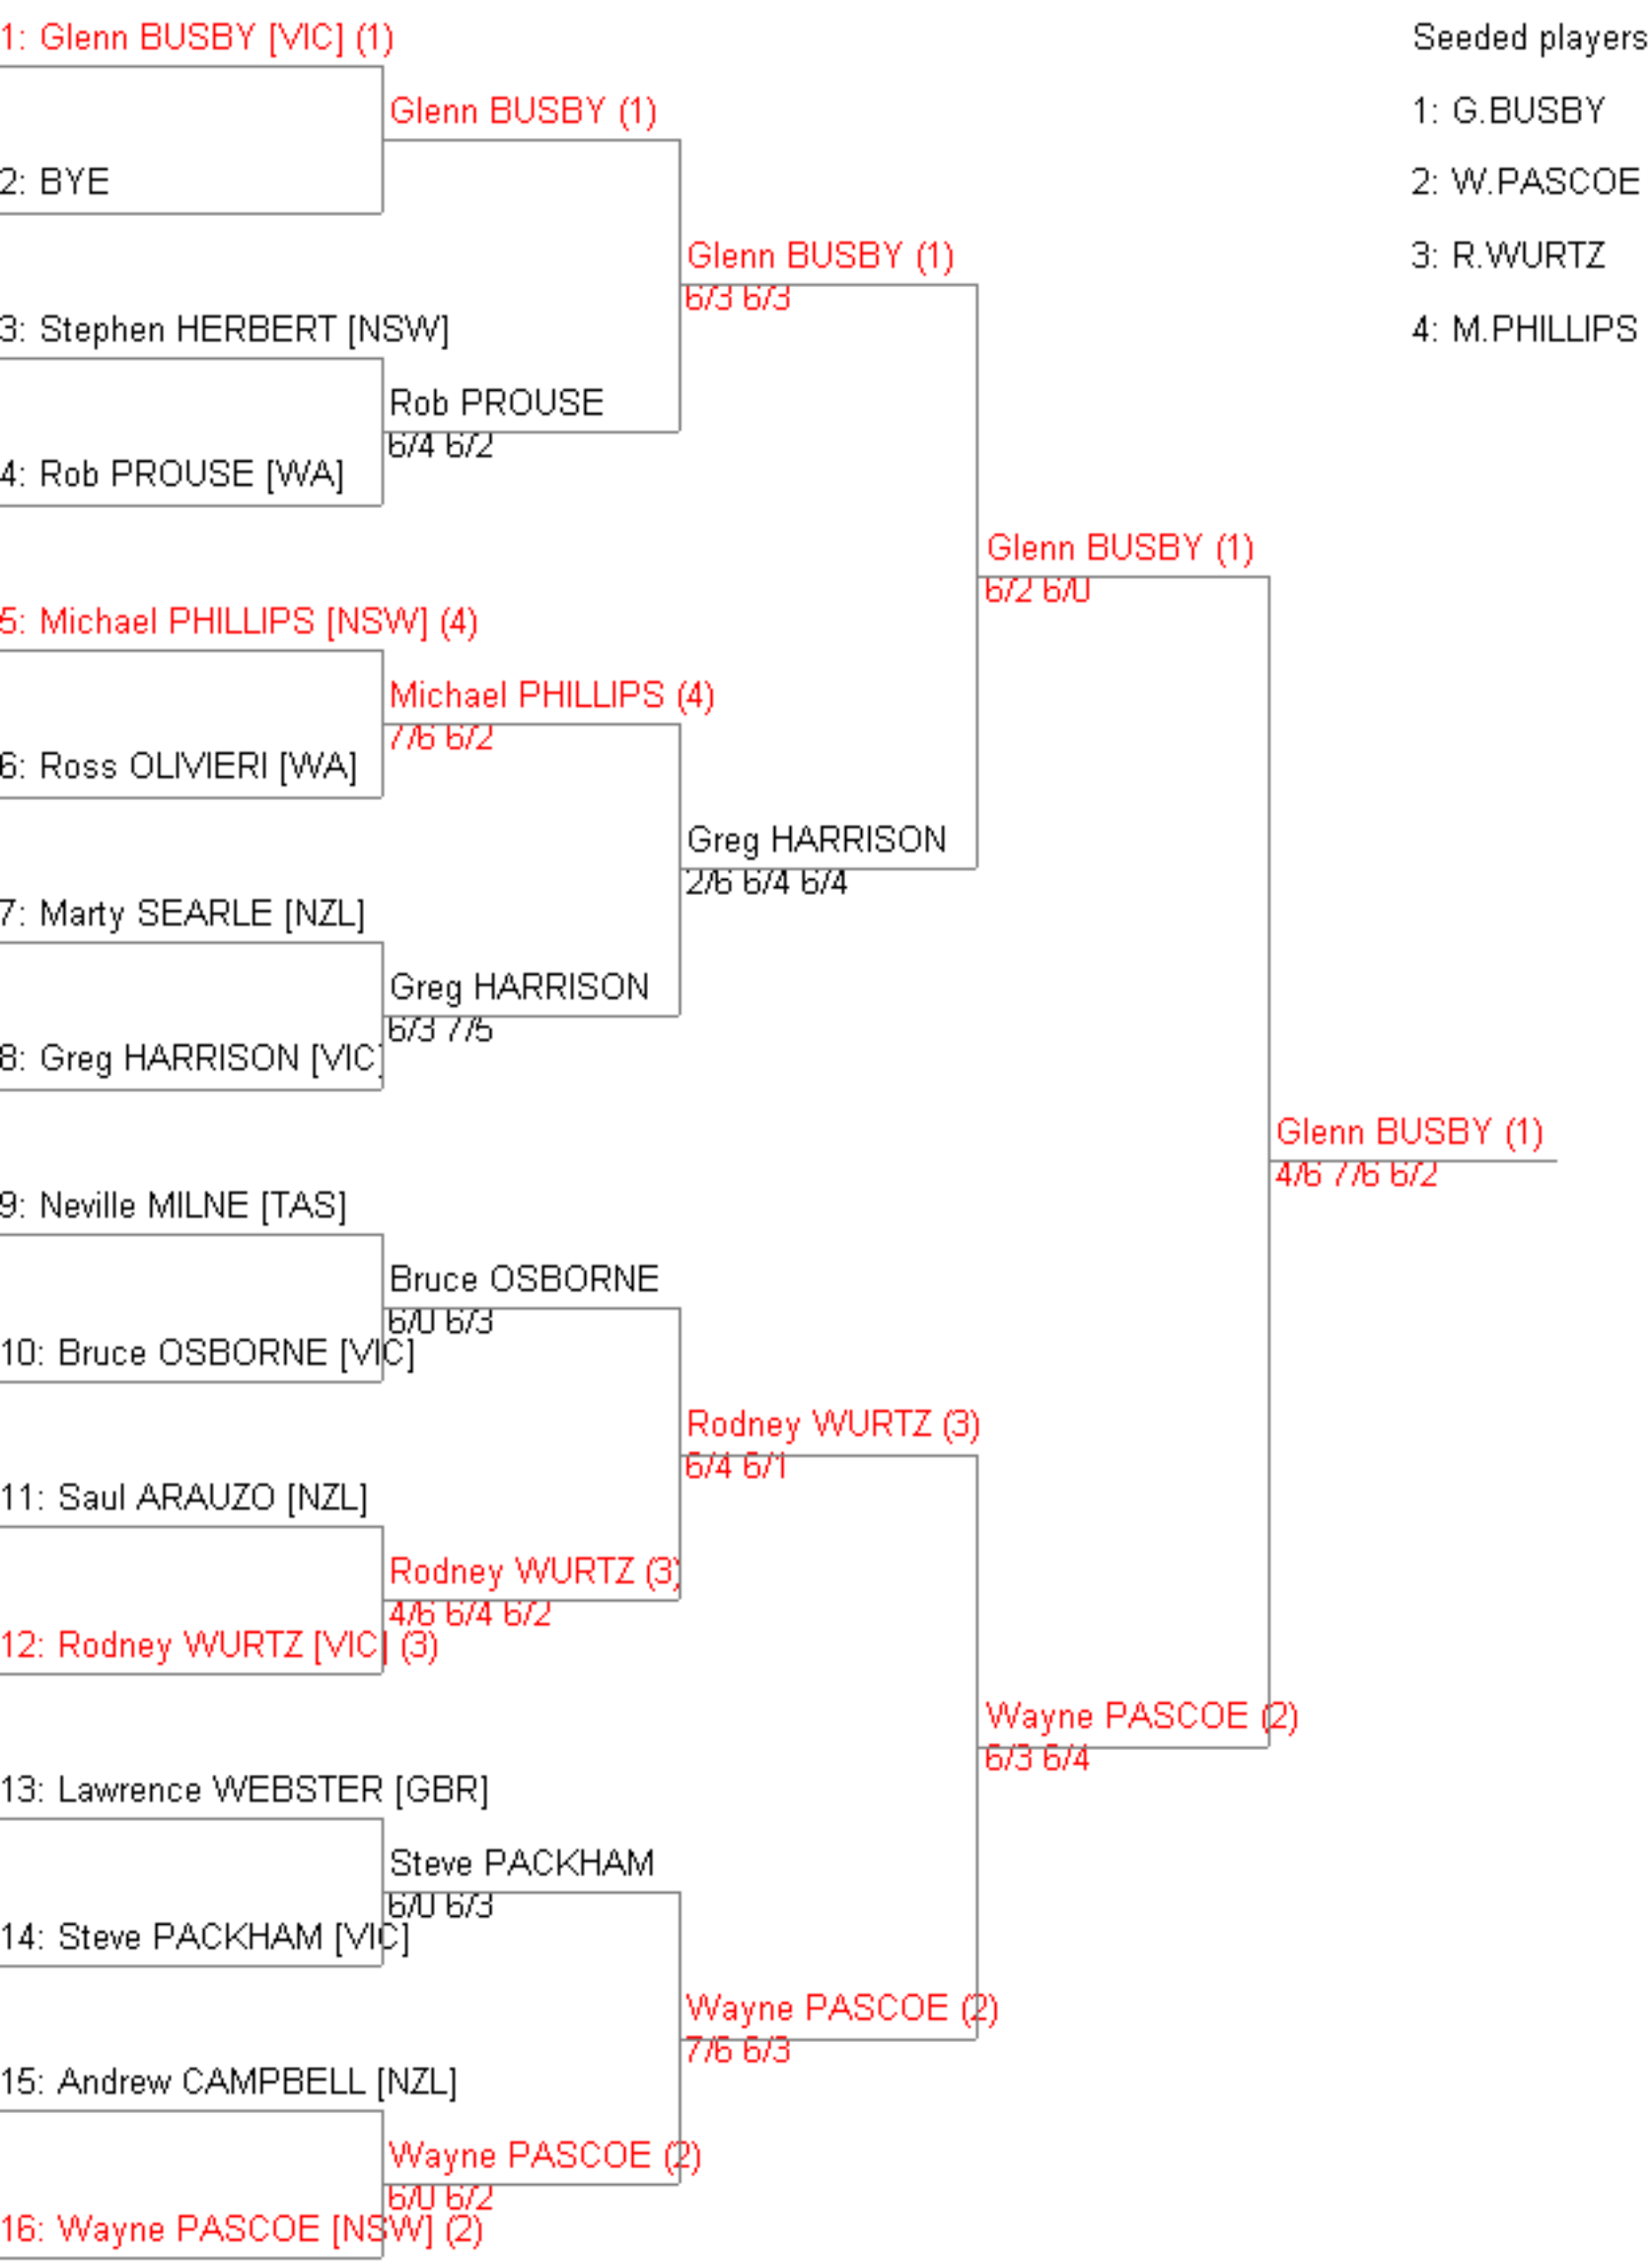 1: Glenn BUSBY [VIC] (1)
2: BYE
3: Stephen HERBERT [NSW]
4: Rob PROUSE [WA]
5: Michael PHILLIPS [NSW] (4)
6: Ross OLIVIERI [WA]
7: Marty SEARLE [NZL]
8: Greg HARRISON [VIC]
9: Neville MILNE [TAS]
10: Bruce OSBORNE [VIC]
11: Saul ARAUZO [NZL]
12: Rodney WURTZ [VIC] (3)
13: Lawrence WEBSTER [GBR]
14: Steve PACKHAM [VIC]
15: Andrew CAMPBELL [NZL]
16: Wayne PASCOE [NSW] (2)
Glenn BUSBY (1)
Rob PROUSE
6/4 6/2
Michael PHILLIPS (4)
7/6 6/2
Greg HARRISON
6/3 7/5
Bruce OSBORNE
6/0 6/3
Rodney WURTZ (3)
4/6 6/4 6/2
Steve PACKHAM
6/0 6/3
Wayne PASCOE (2)
6/0 6/2
Glenn BUSBY (1)
6/3 6/3
Greg HARRISON
2/6 6/4 6/4
Rodney WURTZ (3)
6/4 6/1
Wayne PASCOE (2)
7/6 6/3
Glenn BUSBY (1)
6/2 6/0
Wayne PASCOE (2)
6/3 6/4
Glenn BUSBY (1)
4/6 7/6 6/2
Seeded players
1: G.BUSBY
2: W.PASCOE
3: R.WURTZ
4: M.PHILLIPS